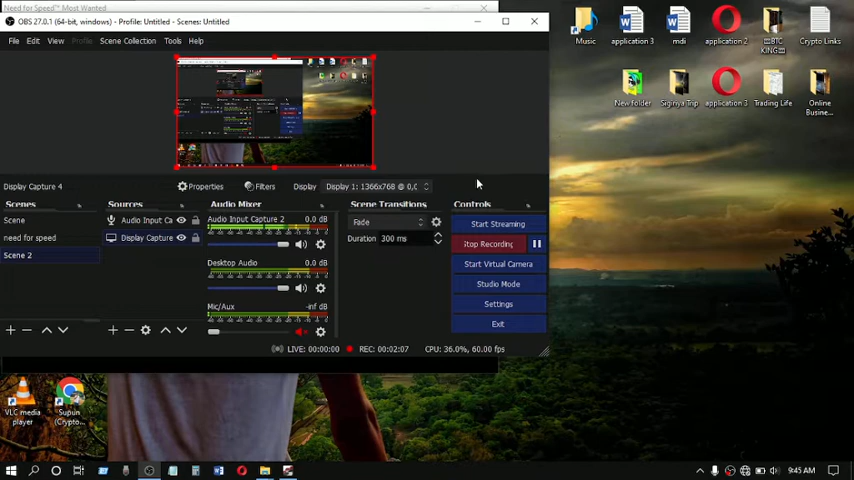 Need for Speed™ Most Wanted
OBS 27.0.1 (64-bit, windows) - Profile: Untitled - Scenes: Untitled
File Edit View Profile Scene Collection Tools Help
Display Capture 4 Properties Filters Display Display 1: 1366x768 @ 0,0
Scenes
Scene
need for speed
Scene 2
Sources
Audio Input Ca
Display Capture
Audio Mixer
Audio Input Capture 2 0.0 dB
Desktop Audio 0.0 dB
Mic/Aux -inf dB
Scene Transitions
Fade
Duration 300 ms
Controls
Start Streaming
Stop Recording
Start Virtual Camera
Studio Mode
Settings
Exit
LIVE: 00:00:00 REC: 00:02:07 CPU: 36.0%, 60.00 fps
Music
application 3
mdi
application 2
BTC
KING
Crypto Links
New folder
Sigiriya Trip
application 3
Trading Life
Online
Busine...
VLC media
player
Supun
(Crypto...
9:45 AM